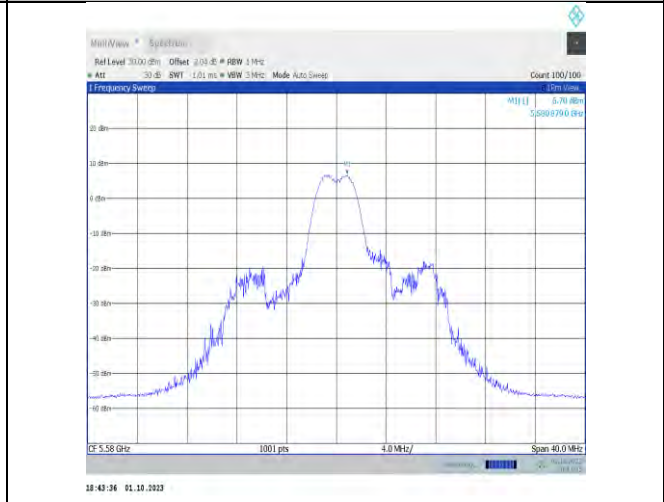 MultiView Spectrum
Ref Level 30.00 dBm Offset 2.04 dB RBW 1 MHz
Att 30 dB SWT 1.01 ms VBW 3 MHz Mode Auto Sweep Count 100/100
1 Frequency Sweep 1Rm View
M1[1] 6.70 dBm
5.5808790 GHz
20 dBm
10 dBm
M1
0 dBm
-10 dBm
-20 dBm
-30 dBm
-40 dBm
-50 dBm
-60 dBm
CF 5.58 GHz 1001 pts 4.0 MHz/ Span 40.0 MHz
18:43:36 01.10.2023